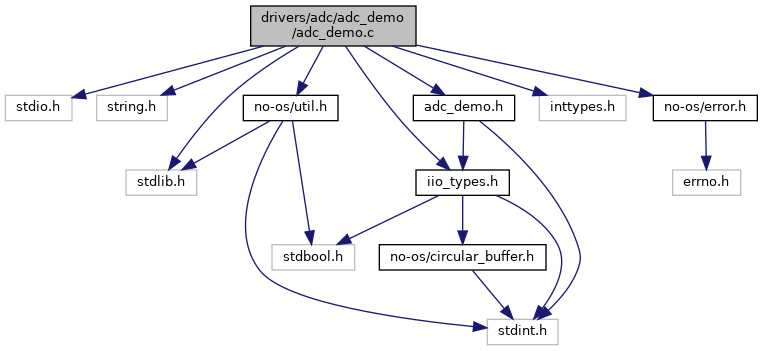 drivers/adc/adc_demo
/adc_demo.c
stdio.h
string.h
no-os/util.h
adc_demo.h
inttypes.h
no-os/error.h
stdlib.h
iio_types.h
errno.h
stdbool.h
no-os/circular_buffer.h
stdint.h